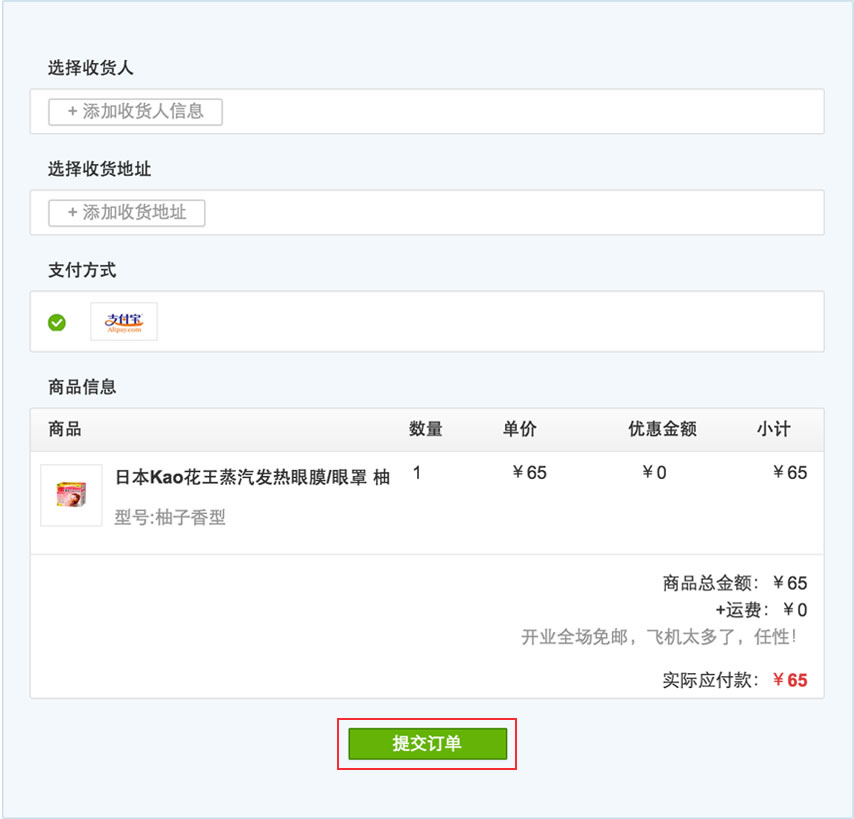 选择收货人
+ 添加收货人信息
选择收货地址
+ 添加收货地址
支付方式
支付宝
Alipay.com
商品信息
商品 数量 单价 优惠金额 小计
日本Kao花王蒸汽发热眼膜/眼罩 柚 1 ¥65 ¥0 ¥65
型号:柚子香型
商品总金额：¥65
+运费：¥0
开业全场免邮，飞机太多了，任性！
实际应付款：¥65
提交订单